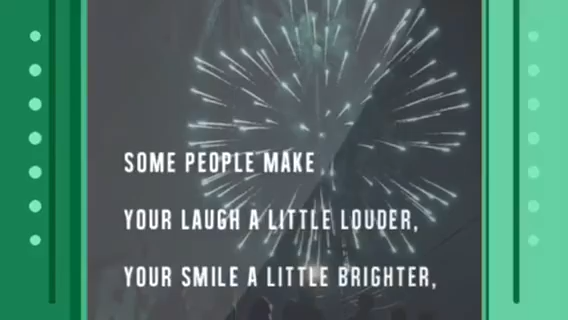 SOME PEOPLE MAKE
YOUR LAUGH A LITTLE LOUDER,
YOUR SMILE A LITTLE BRIGHTER,